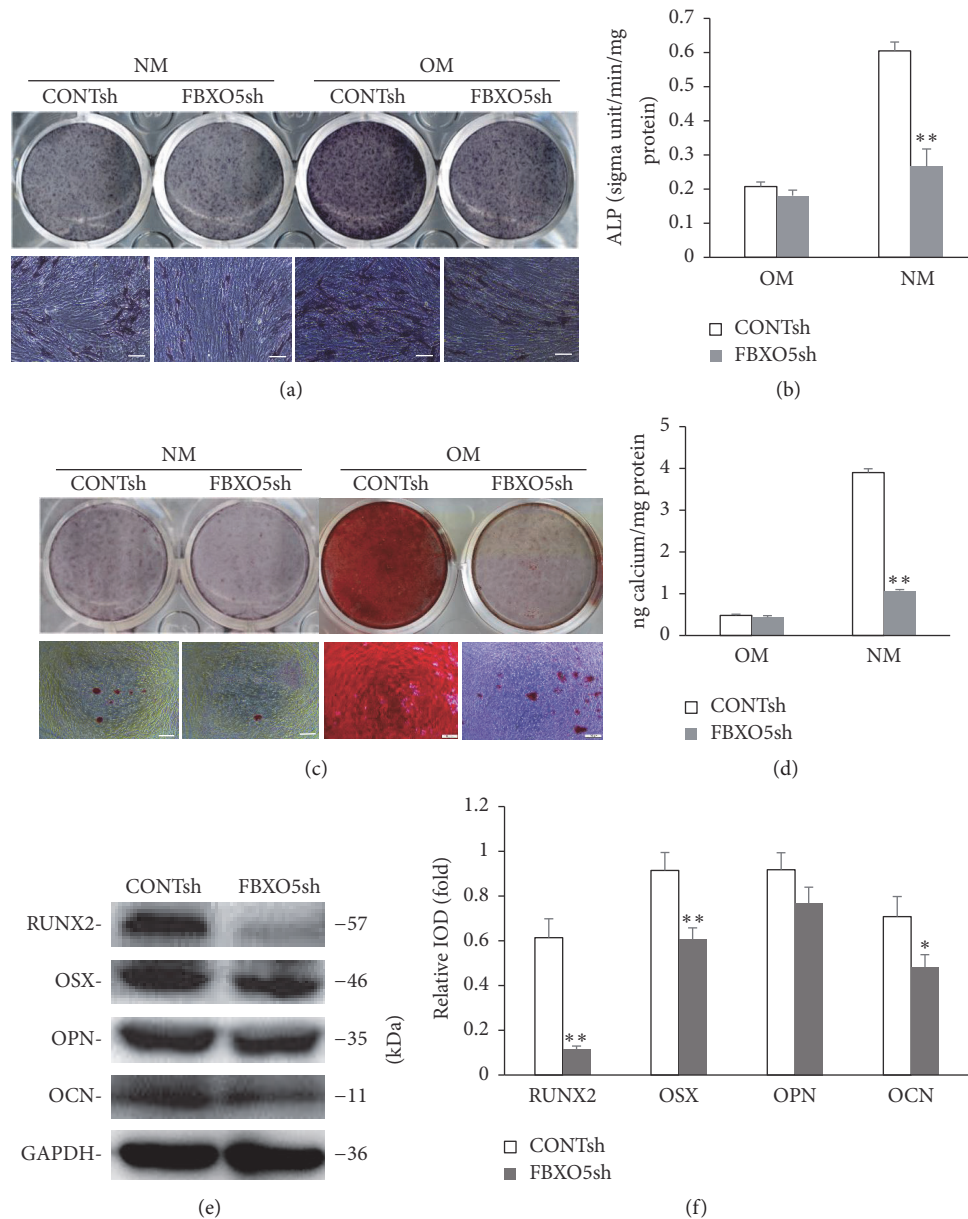 NM OM
CONTsh FBXO5sh CONTsh FBXO5sh
(a)
ALP (sigma unit/min/mg
protein)
0.7
0.6
0.5
0.4
0.3
0.2
0.1
0
**
OM NM
CONTsh
FBXO5sh
(b)
NM OM
CONTsh FBXO5sh CONTsh FBXO5sh
(c)
ng calcium/mg protein
5
4
3
2
1
0
**
OM NM
CONTsh
FBXO5sh
(d)
CONTsh FBXO5sh
RUNX2- –57
OSX- –46
OPN- –35
OCN- –11
GAPDH- –36
(kDa)
(e)
Relative IOD (fold)
1.2
1
0.8
0.6
0.4
0.2
0
** ** *
RUNX2 OSX OPN OCN
CONTsh
FBXO5sh
(f)